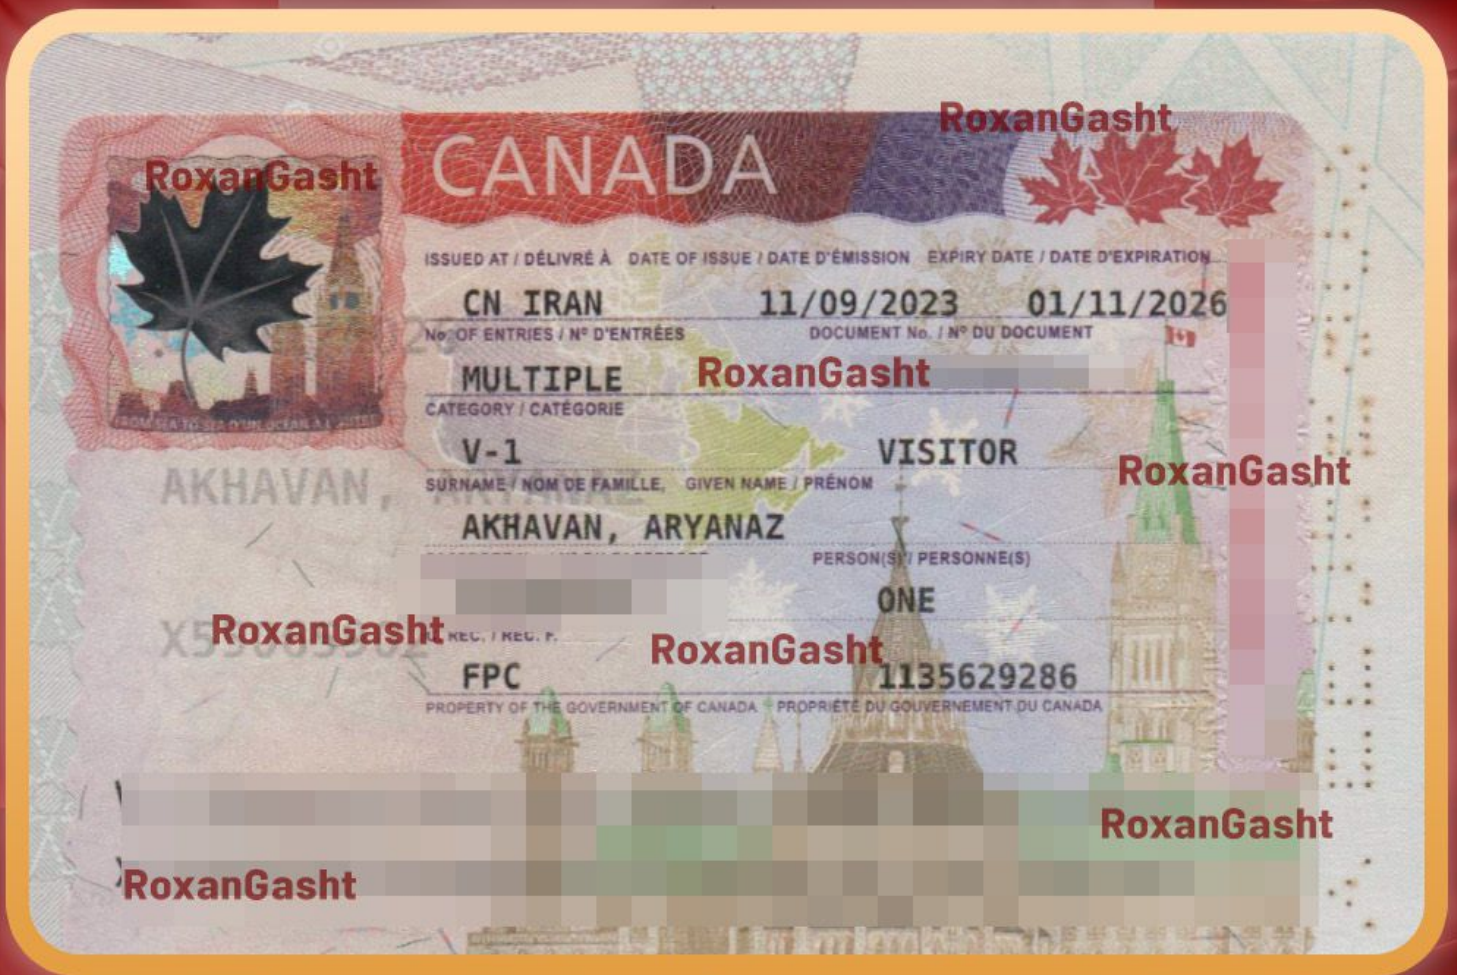 RoxanGasht
RoxanGasht
CANADA
ISSUED AT / DÉLIVRÉ À DATE OF ISSUE / DATE D'ÉMISSION EXPIRY DATE / DATE D'EXPIRATION
CN IRAN 11/09/2023 01/11/2026
No. OF ENTRIES / Nº D'ENTRÉES DOCUMENT No. / Nº DU DOCUMENT
MULTIPLE RoxanGasht
CATEGORY / CATÉGORIE
V-1 VISITOR
RoxanGasht
SURNAME / NOM DE FAMILLE, GIVEN NAME / PRÉNOM
AKHAVAN, ARYANAZ
AKHAVAN, ARYANAZ
PERSON(S) / PERSONNE(S)
ONE
RoxanGasht REC. / REC. P.
RoxanGasht
FPC 1135629286
PROPERTY OF THE GOVERNMENT OF CANADA PROPRIÉTÉ DU GOUVERNEMENT DU CANADA
RoxanGasht
RoxanGasht